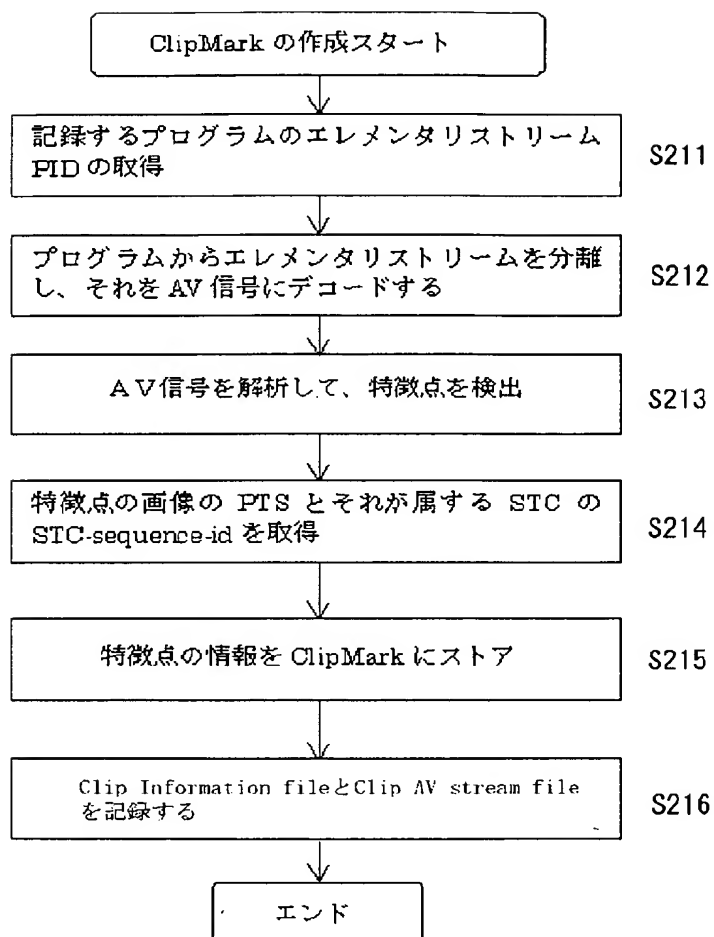 ClipMark の作成スタート
記録するプログラムのエレメンタリストリーム
PID の取得
S211
プログラムからエレメンタリストリームを分離
し、それを AV 信号にデコードする
S212
ＡＶ信号を解析して、特徴点を検出
S213
特徴点の画像の PTS とそれが属する STC の
STC-sequence-id を取得
S214
特徴点の情報を ClipMark にストア
S215
Clip Information fileとClip AV stream file
を記録する
S216
エンド